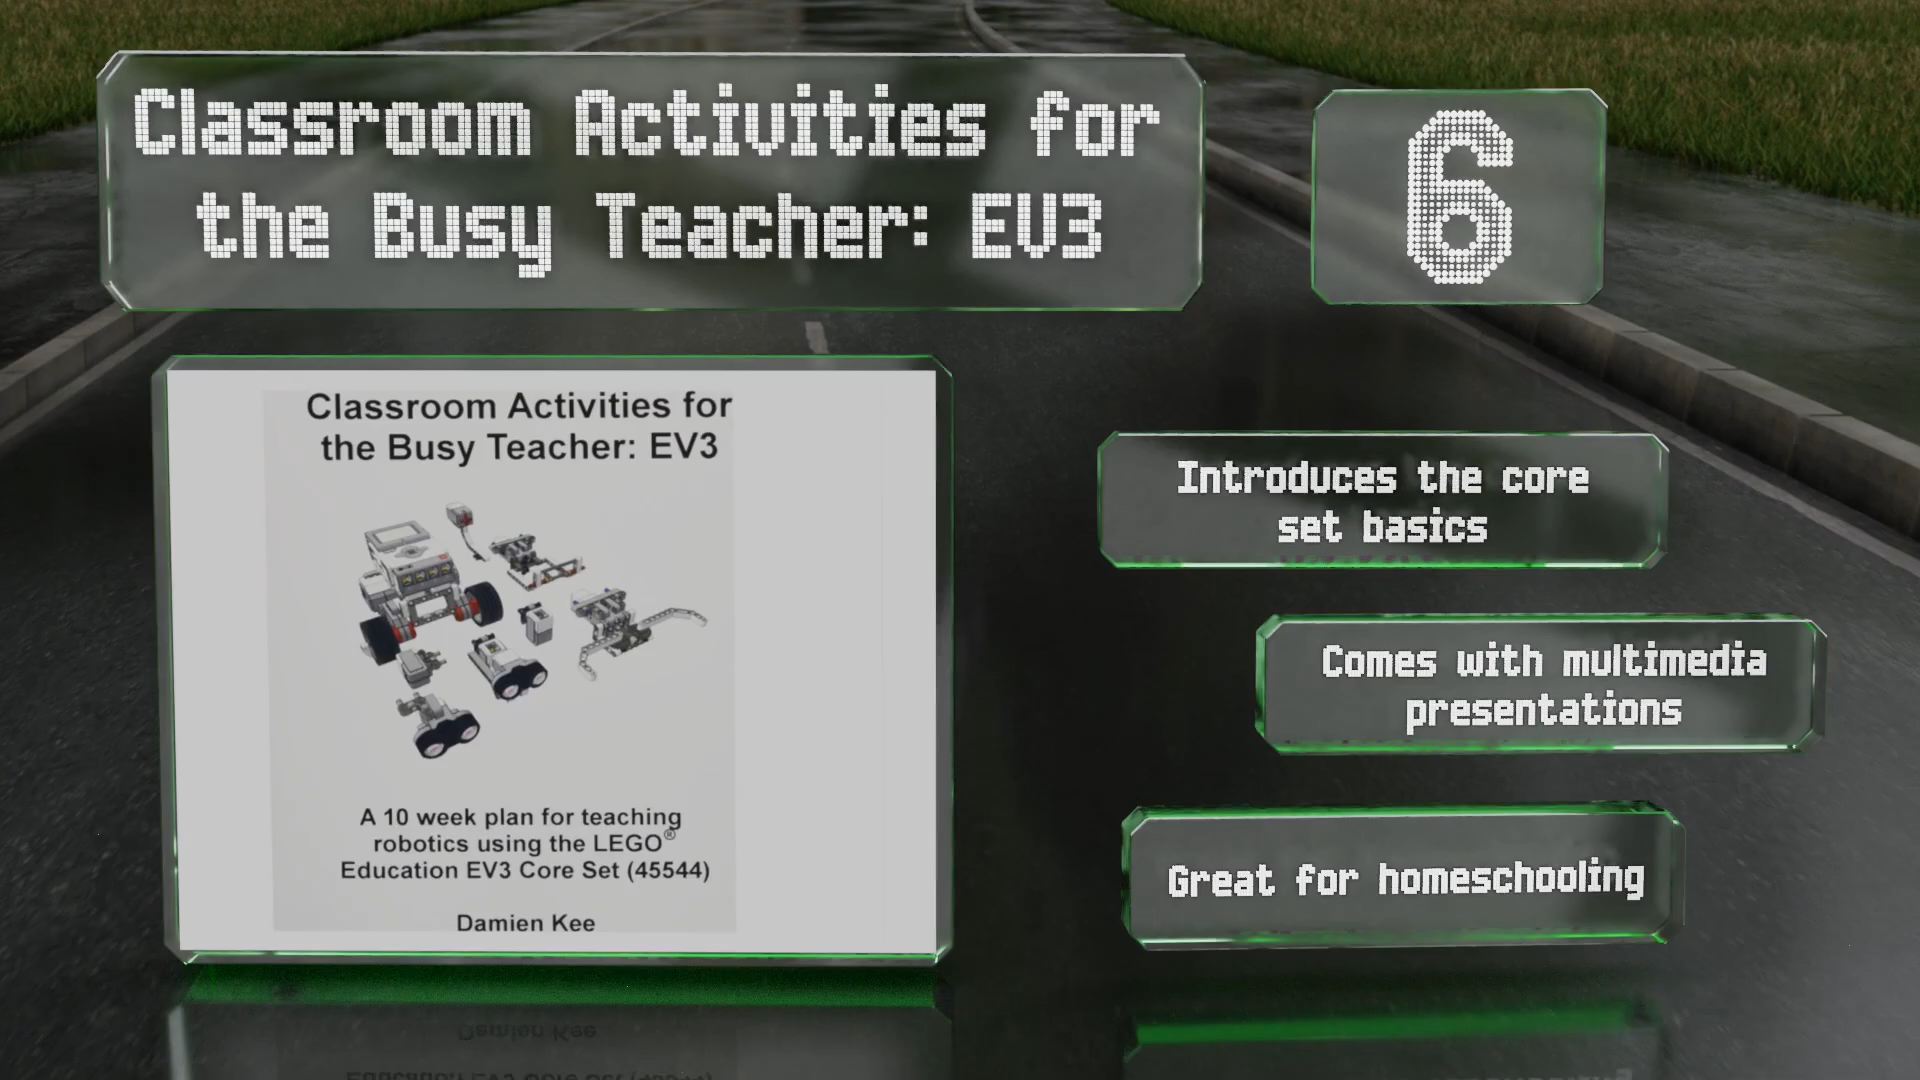 Classroom Activities for
the Busy Teacher: EV3
6
Classroom Activities for
the Busy Teacher: EV3
A 10 week plan for teaching
robotics using the LEGO®
Education EV3 Core Set (45544)
Damien Kee
Introduces the core
set basics
Comes with multimedia
presentations
Great for homeschooling